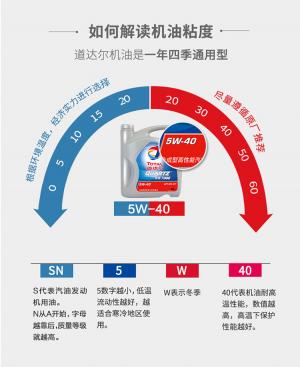 如何解读机油粘度
道达尔机油是一年四季通用型
根据环境温度，经济实力进行选择
0 5 10 15 20
尽量遵循原厂推荐
20 30 40 50 60
5W-40
成型高性能汽
TOTAL
QUARTZ
5W-40
5W-40
SN
S代表汽油发动
机用油。
N从A开始，字母
越靠后,质量等级
就越高。
5
5数字越小，低温
流动性越好，越
适合寒冷地区使
用。
W
W表示冬季
40
40代表机油耐高
温性能，数值越
高，高温下保护
性能越好。